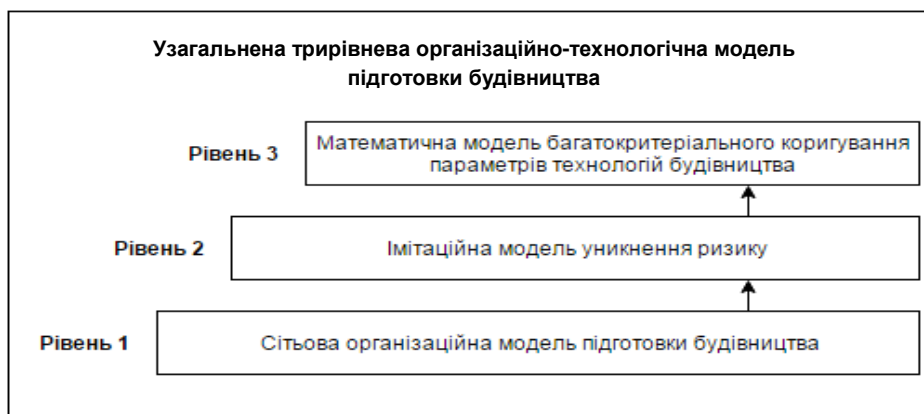 Узагальнена трирівнева організаційно-технологічна модель
підготовки будівництва
Рівень 3
Математична модель багатокритеріального коригування
параметрів технологій будівництва
Рівень 2
Імітаційна модель уникнення ризику
Рівень 1
Сітьова організаційна модель підготовки будівництва